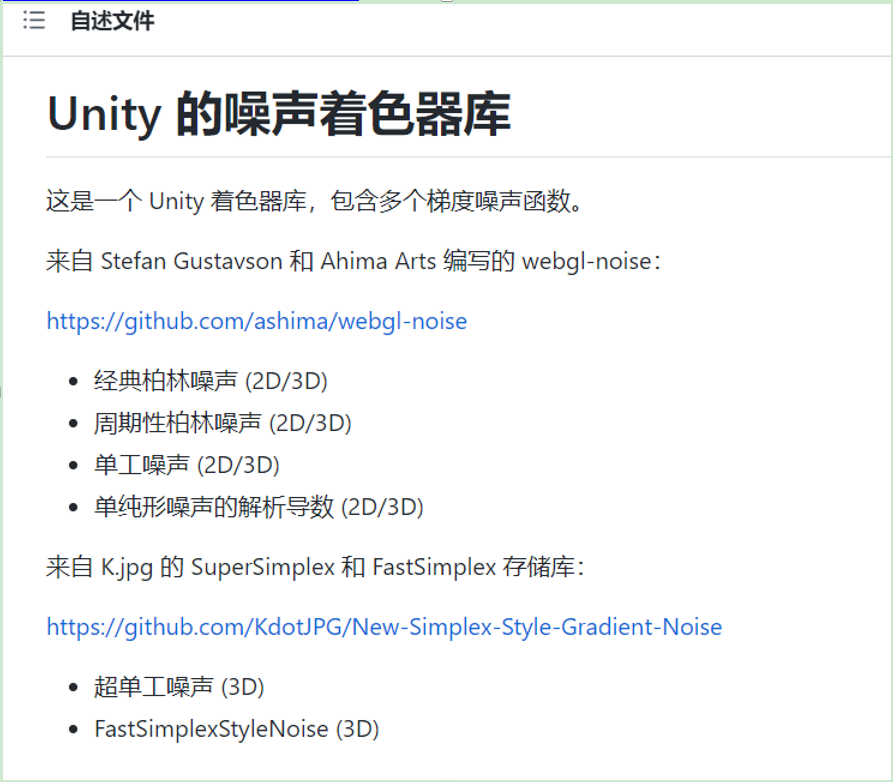 自述文件
Unity 的噪声着色器库
这是一个 Unity 着色器库，包含多个梯度噪声函数。
来自 Stefan Gustavson 和 Ahima Arts 编写的 webgl-noise：
https://github.com/ashima/webgl-noise
经典柏林噪声 (2D/3D)
周期性柏林噪声 (2D/3D)
单工噪声 (2D/3D)
单纯形噪声的解析导数 (2D/3D)
来自 K.jpg 的 SuperSimplex 和 FastSimplex 存储库：
https://github.com/KdotJPG/New-Simplex-Style-Gradient-Noise
超单工噪声 (3D)
FastSimplexStyleNoise (3D)